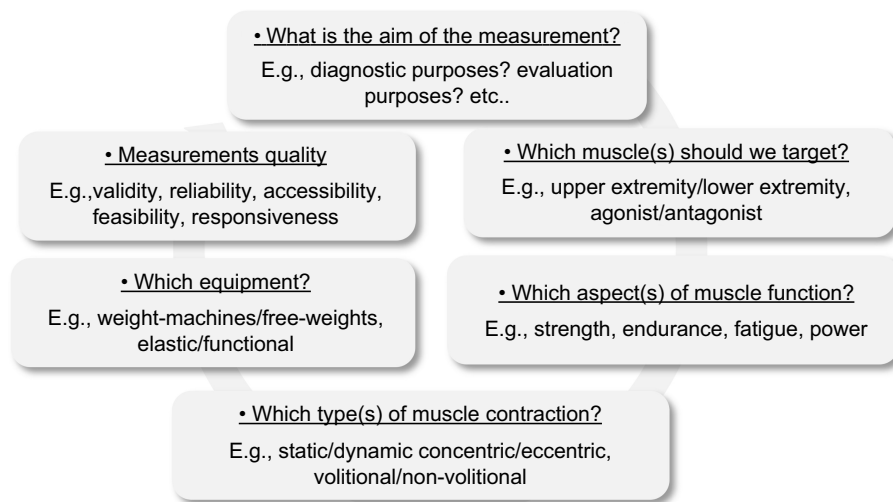 • What is the aim of the measurement?
E.g., diagnostic purposes? evaluation
purposes? etc..
• Which muscle(s) should we target?
E.g., upper extremity/lower extremity,
agonist/antagonist
• Which aspect(s) of muscle function?
E.g., strength, endurance, fatigue, power
• Which type(s) of muscle contraction?
E.g., static/dynamic concentric/eccentric,
volitional/non-volitional
• Which equipment?
E.g., weight-machines/free-weights,
elastic/functional
• Measurements quality
E.g.,validity, reliability, accessibility,
feasibility, responsiveness